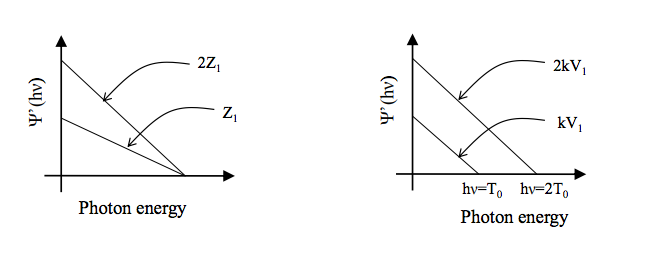 Ψ'(hν)
2Z₁
Z₁
Photon energy
Ψ'(hν)
2kV₁
kV₁
hν=T₀ hν=2T₀
Photon energy